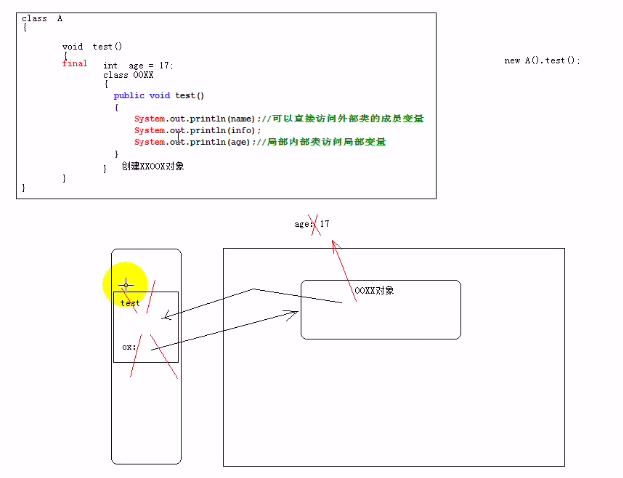 class A
{
void test()
{
final int age = 17;
class OOXX
{
public void test()
{
System.out.println(name);//可以直接访问外部类的成员变量
System.out.println(info);
System.out.println(age);//局部内部类访问局部变量
}
} 创建XXOOX对象
}
}
new A().test();
age: 17
OOXX对象
test
ox: